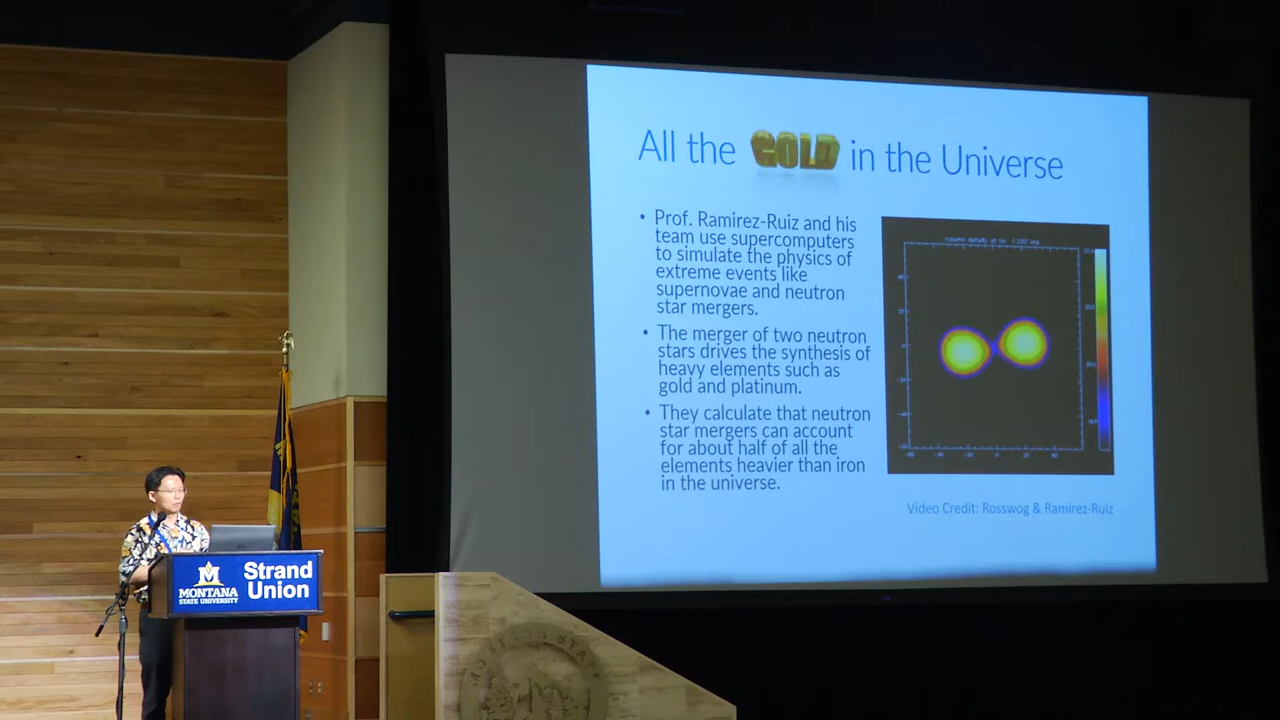 All the GOLD in the Universe
• Prof. Ramirez-Ruiz and his
team use supercomputers
to simulate the physics of
extreme events like
supernovae and neutron
star mergers.
• The merger of two neutron
stars drives the synthesis of
heavy elements such as
gold and platinum.
• They calculate that neutron
star mergers can account
for about half of all the
elements heavier than iron
in the universe.
Video Credit: Rosswog & Ramirez-Ruiz
MONTANA
STATE UNIVERSITY
Strand
Union